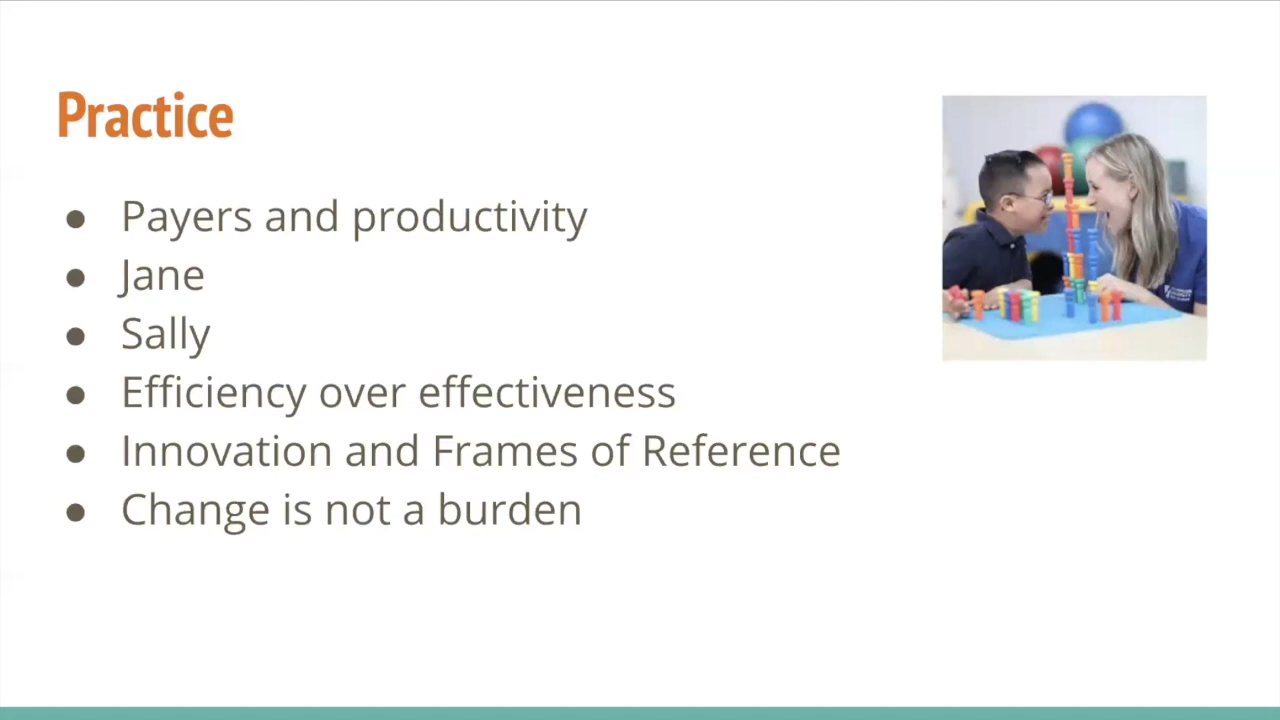 Practice
● Payers and productivity
● Jane
● Sally
● Efficiency over effectiveness
● Innovation and Frames of Reference
● Change is not a burden